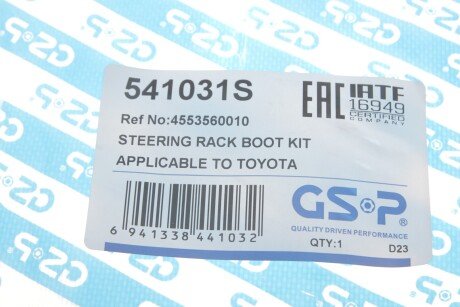 541031S
Ref No:4553560010
STEERING RACK BOOT KIT
APPLICABLE TO TOYOTA
6 941338 441032
EAC IATF
16949
CERTIFIED
COMPANY
GSP®
QUALITY DRIVEN PERFORMANCE
QTY:1 D23